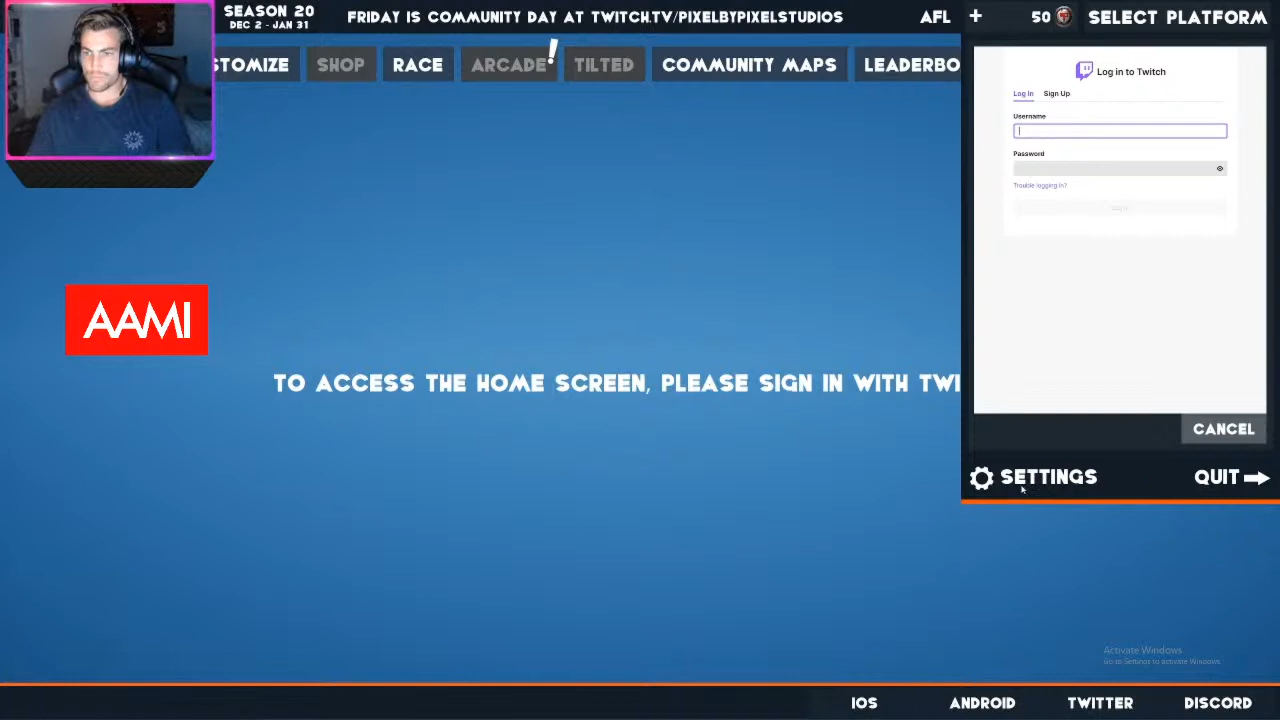 SEASON 20
DEC 2 - JAN 31
FRIDAY IS COMMUNITY DAY AT TWITCH.TV/PIXELBYPIXELSTUDIOS
AFL
+
50
SELECT PLATFORM
STOMIZE
SHOP
RACE
ARCADE
!
TILTED
COMMUNITY MAPS
LEADERBO
Log in to Twitch
Log In
Sign Up
Username
Password
Trouble logging in?
Log In
CANCEL
SETTINGS
QUIT
AAMI
TO ACCESS THE HOME SCREEN, PLEASE SIGN IN WITH TWI
Activate Windows
Go to Settings to activate Windows.
IOS
ANDROID
TWITTER
DISCORD